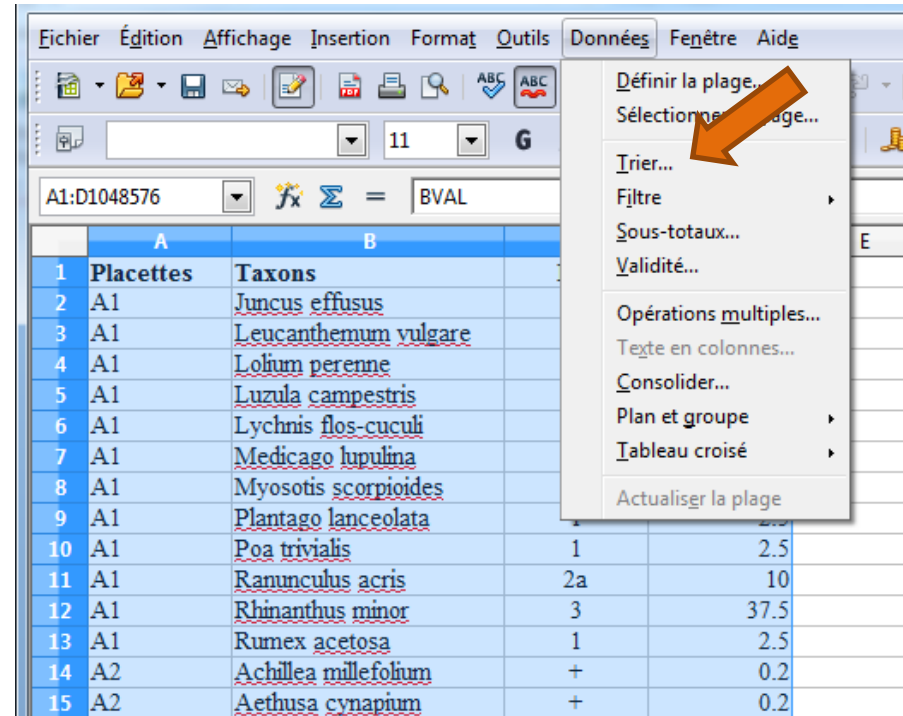 Fichier Édition Affichage Insertion Format Outils Données Fenêtre Aide
ABC ABC
11 G
A1:D1048576 fx Σ = BVAL
Définir la plage...
Sélectionner
Trier...
Filtre
Sous-totaux...
Validité...
Opérations multiples...
Texte en colonnes...
Consolider...
Plan et groupe
Tableau croisé
Actualiser la plage
A B E
1 Placettes Taxons
2 A1 Juncus effusus
3 A1 Leucanthemum vulgare
4 A1 Lolium perenne
5 A1 Luzula campestris
6 A1 Lychnis flos-cuculi
7 A1 Medicago lupulina
8 A1 Myosotis scorpioides
9 A1 Plantago lanceolata
10 A1 Poa trivialis 1 2.5
11 A1 Ranunculus acris 2a 10
12 A1 Rhinanthus minor 3 37.5
13 A1 Rumex acetosa 1 2.5
14 A2 Achillea millefolium + 0.2
15 A2 Aethusa cynapium + 0.2